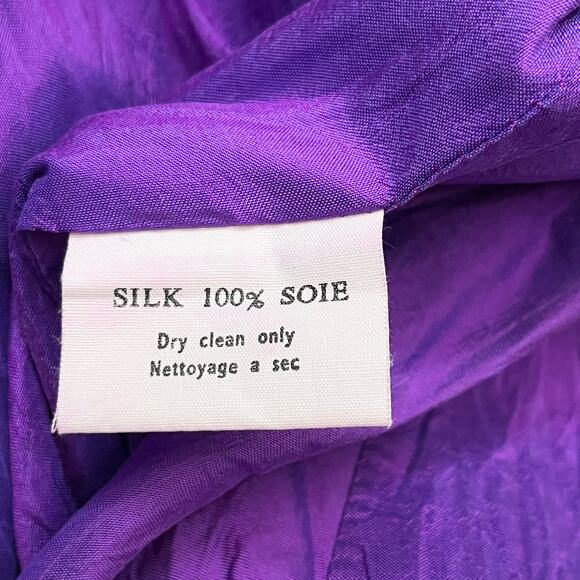 SILK 100% SOIE
Dry clean only
Nettoyage a sec